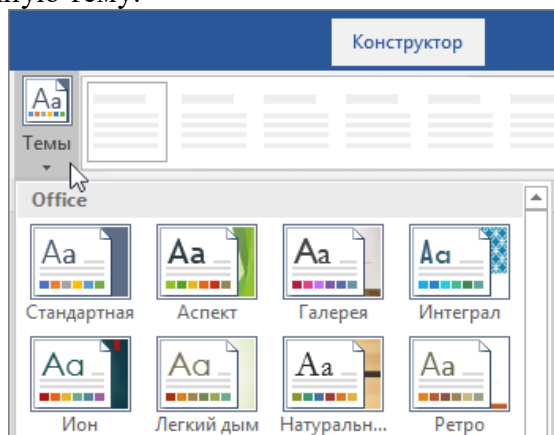 тему.
Конструктор
Aa
Темы
Office
Aa Aa Aa Aa
Стандартная Аспект Галерея Интеграл
Aa Aa Aa Aa
Ион Легкий дым Натуральн... Ретро